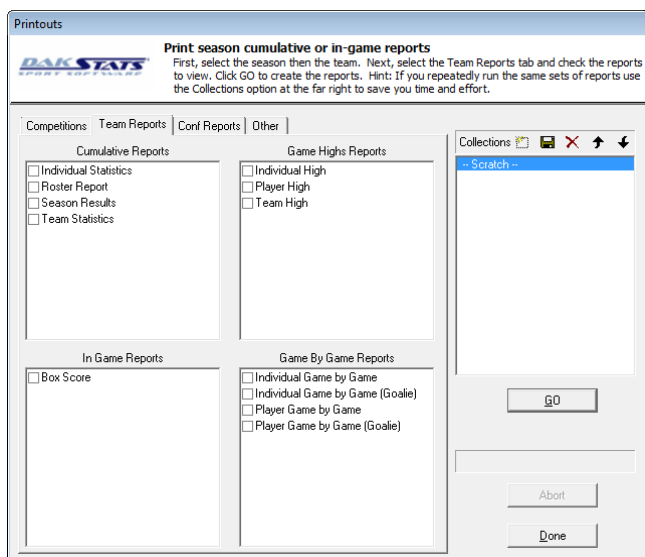 Printouts
DAK STATS
SPORT SOFTWARE
Print season cumulative or in-game reports
First, select the season then the team. Next, select the Team Reports tab and check the reports
to view. Click GO to create the reports. Hint: If you repeatedly run the same sets of reports use
the Collections option at the far right to save you time and effort.
Competitions Team Reports Conf Reports Other
Collections
-- Scratch --
Cumulative Reports
Individual Statistics
Roster Report
Season Results
Team Statistics
Game Highs Reports
Individual High
Player High
Team High
In Game Reports
Box Score
Game By Game Reports
Individual Game by Game
Individual Game by Game (Goalie)
Player Game by Game
Player Game by Game (Goalie)
GO
Abort
Done